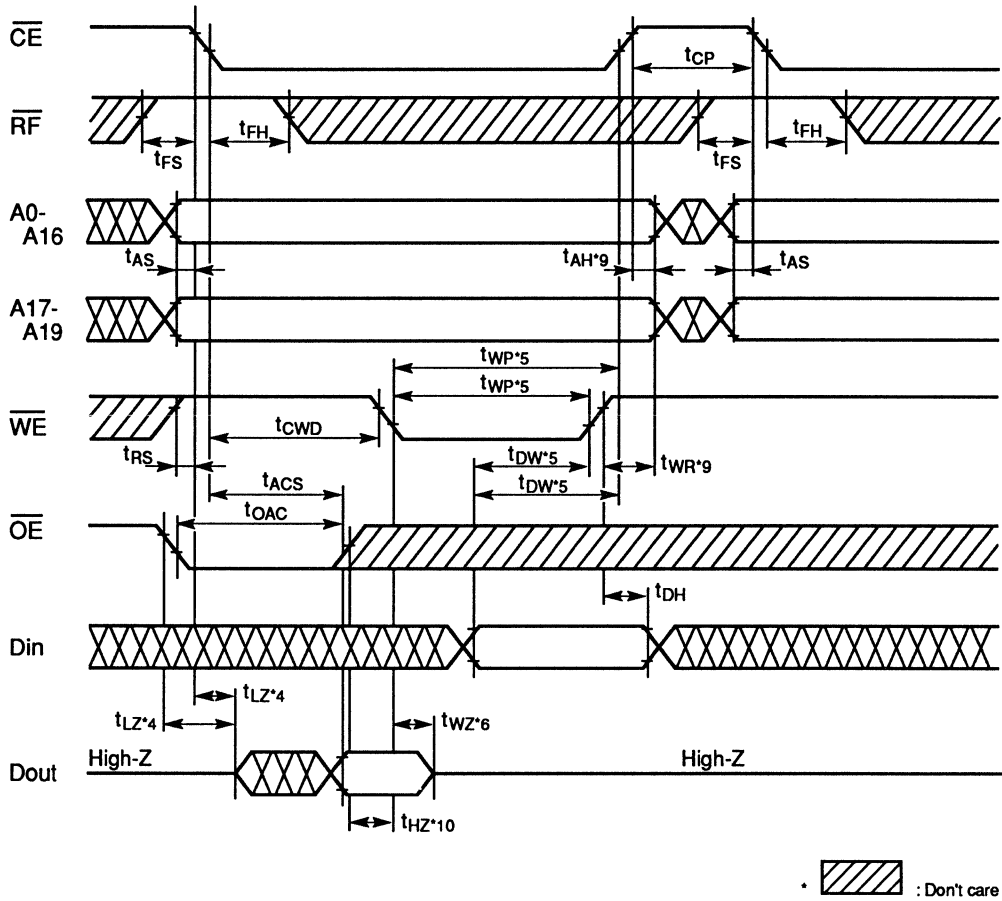 CE
tCP
RF
tFS
tFH
tFS
tFH
A0-
A16
tAS
tAH*9
tAS
A17-
A19
tWP*5
tWP*5
WE
tCWD
tRS
tDW*5
tWR*9
tACS
tDW*5
tOAC
OE
tDH
Din
tLZ*4
tLZ*4
tWZ*6
High-Z
High-Z
Dout
tHZ*10
* : Don't care